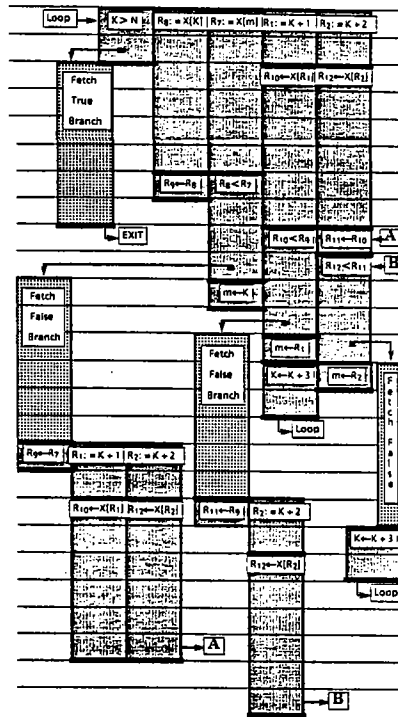 Loop
K > N
R8: = X[K]
R7: = X[m]
R1: = K + 1
R2: = K + 2
Fetch
True
Branch
R10←X[R1]
R12←X[R2]
R9←R8
R8<R7
EXIT
R10<R9
R11←R10
A
R12<R11
B
Fetch
False
Branch
m←K
Fetch
False
Branch
m←R1
K←K + 3
m←R2
Fetch
False
Loop
R9←R7
R1: = K + 1
R2: = K + 2
R10←X[R1]
R12←X[R2]
R11←R9
R2: = K + 2
K←K + 3
R12←X[R2]
Loop
A
B